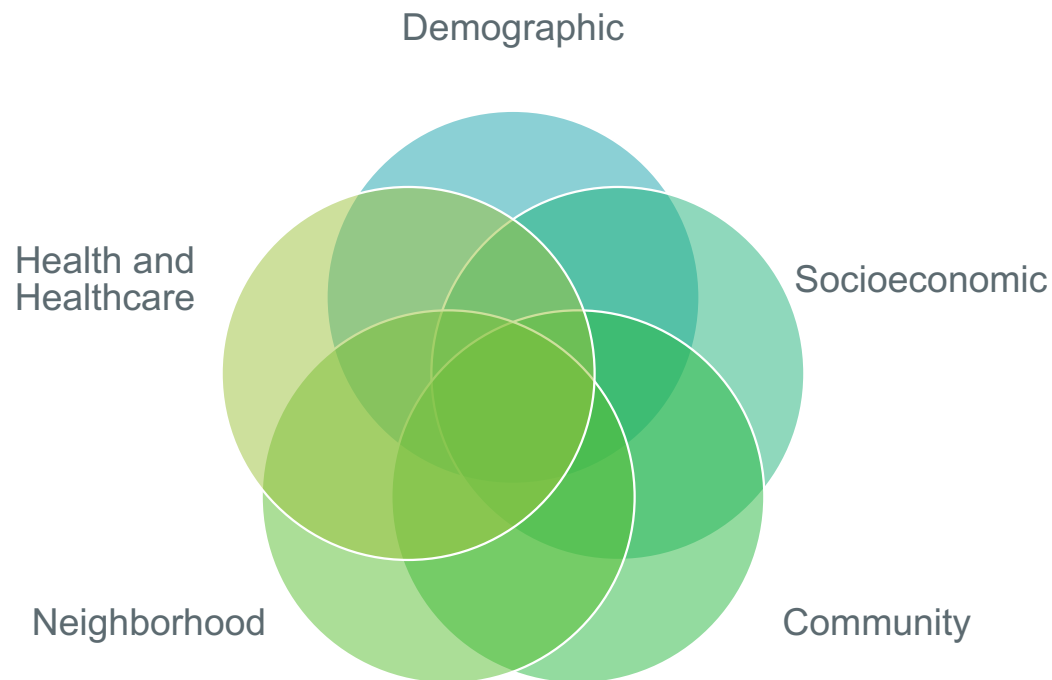 Demographic
Health and
Healthcare
Socioeconomic
Neighborhood
Community